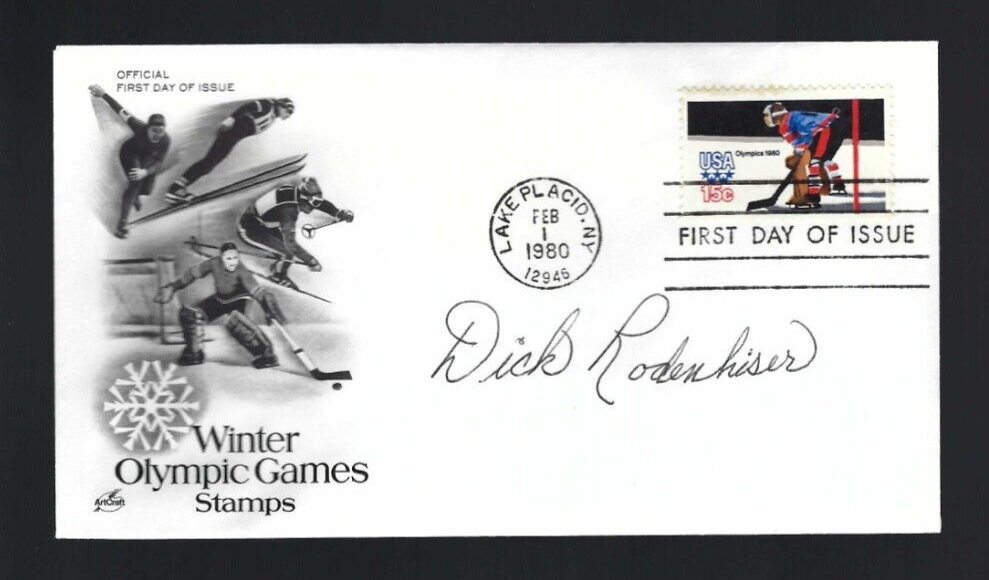 OFFICIAL
FIRST DAY OF ISSUE
USA
Olympics 1980
15c
LAKE PLACID, NY
FEB
1
1980
12946
FIRST DAY OF ISSUE
Dick Rodenhiser
Winter
Olympic Games
Stamps
ArtCraft